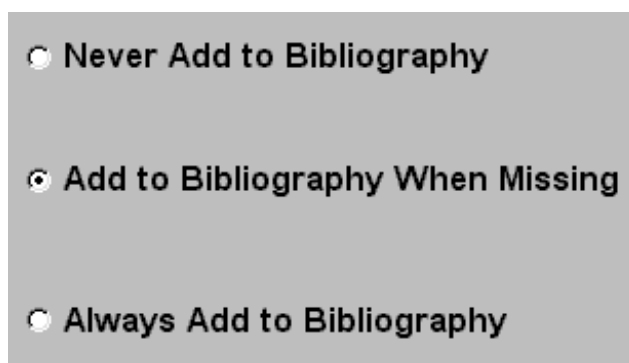 Never Add to Bibliography
Add to Bibliography When Missing
Always Add to Bibliography